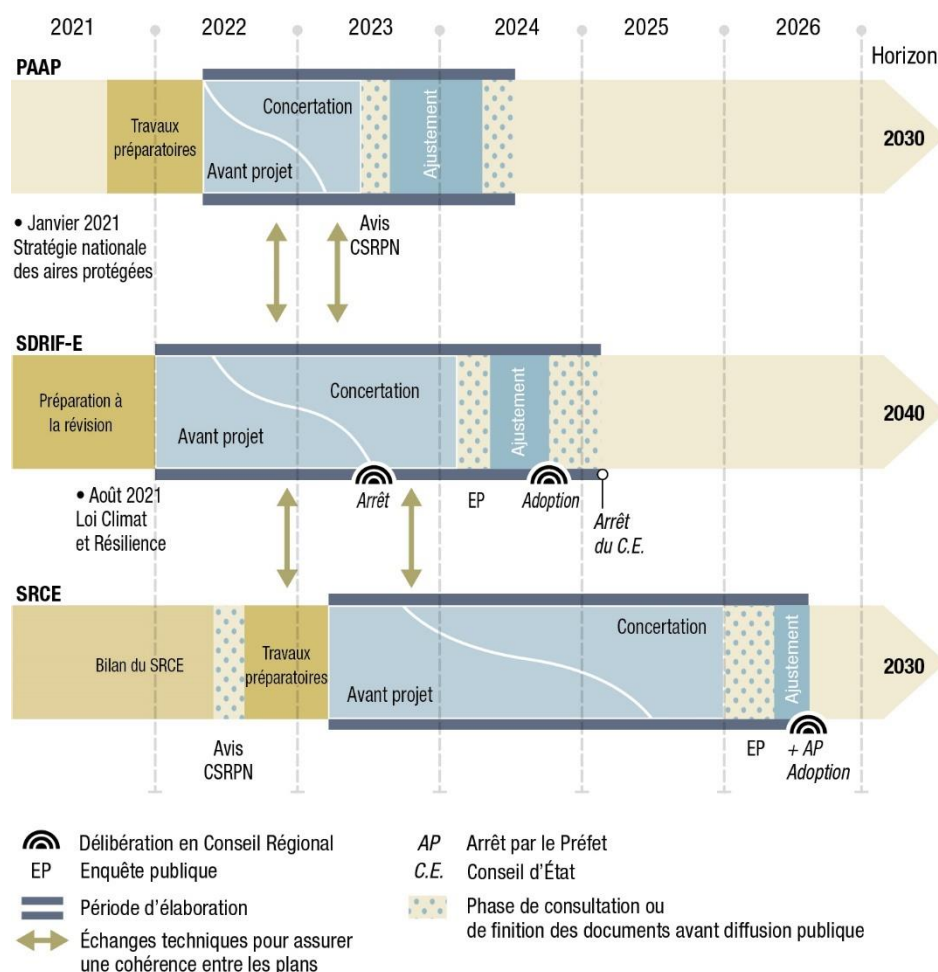 2021 2022 2023 2024 2025 2026
Horizon
PAAP
Travaux
préparatoires
Concertation
Avant projet
Ajustement
2030
• Janvier 2021
Stratégie nationale
des aires protégées
Avis
CSRPN
SDRIF-E
Préparation à
la révision
Concertation
Avant projet
Ajustement
2040
• Août 2021
Loi Climat
et Résilience
Arrêt
EP
Adoption
Arrêt
du C.E.
SRCE
Bilan du SRCE
Travaux
préparatoires
Concertation
Avant projet
Ajustement
2030
Avis
CSRPN
EP
+ AP
Adoption
Délibération en Conseil Régional
EP Enquête publique
Période d'élaboration
Échanges techniques pour assurer
une cohérence entre les plans
AP Arrêt par le Préfet
C.E. Conseil d'État
Phase de consultation ou
de finition des documents avant diffusion publique